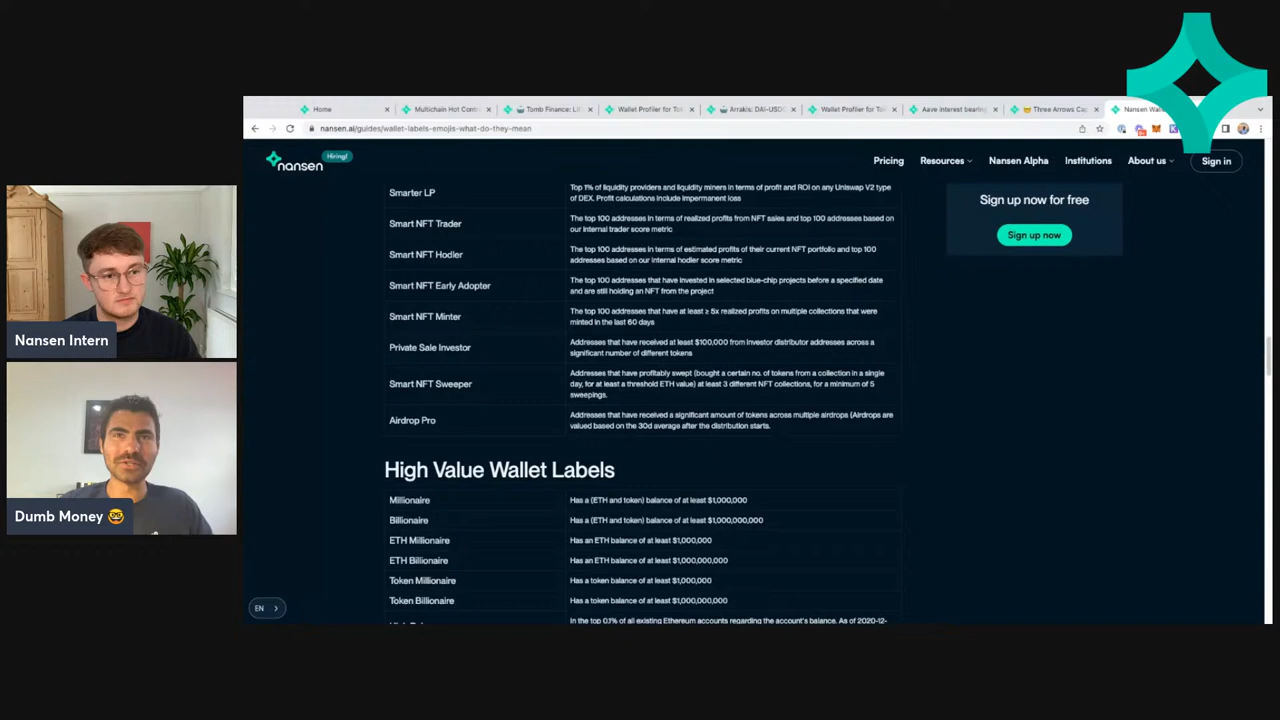 Home
Multichain Hot Contr
Tomb Finance: LIF
Wallet Profiler for Tok
Arrakis: DAI-USDC
Wallet Profiler for Tok
Aave interest bearing
Three Arrows Cap
Nansen Wal
nansen.ai/guides/wallet-labels-emojis-what-do-they-mean
nansen
Hiring!
Pricing
Resources
Nansen Alpha
Institutions
About us
Sign in
Smarter LP
Top 1% of liquidity providers and liquidity miners in terms of profit and ROI on any Uniswap V2 type
of DEX. Profit calculations include impermanent loss
Smart NFT Trader
The top 100 addresses in terms of realized profits from NFT sales and top 100 addresses based on
our internal trader score metric
Smart NFT Hodler
The top 100 addresses in terms of estimated profits of their current NFT portfolio and top 100
addresses based on our internal hodler score metric
Smart NFT Early Adopter
The top 100 addresses that have invested in selected blue-chip projects before a specified date
and are still holding an NFT from the project
Smart NFT Minter
The top 100 addresses that have at least ≥ 5x realized profits on multiple collections that were
minted in the last 60 days
Private Sale Investor
Addresses that have received at least $100,000 from investor distributor addresses across a
significant number of different tokens
Smart NFT Sweeper
Addresses that have profitably swept (bought a certain no. of tokens from a collection in a single
day, for at least a threshold ETH value) at least 3 different NFT collections, for a minimum of 5
sweepings.
Airdrop Pro
Addresses that have received a significant amount of tokens across multiple airdrops (Airdrops are
valued based on the 30d average after the distribution starts.
Sign up now for free
Sign up now
High Value Wallet Labels
Millionaire
Has a (ETH and token) balance of at least $1,000,000
Billionaire
Has a (ETH and token) balance of at least $1,000,000,000
ETH Millionaire
Has an ETH balance of at least $1,000,000
ETH Billionaire
Has an ETH balance of at least $1,000,000,000
Token Millionaire
Has a token balance of at least $1,000,000
Token Billionaire
Has a token balance of at least $1,000,000,000
In the top 0.1% of all existing Ethereum accounts regarding the account's balance. As of 2020-12-
EN
Nansen Intern
Dumb Money 🤓